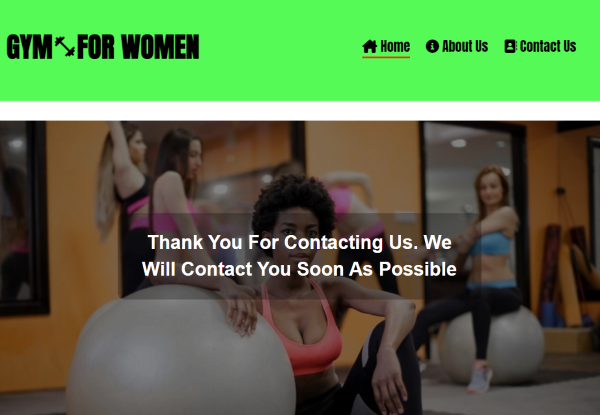 GYM FOR WOMEN
Home
About Us
Contact Us
Thank You For Contacting Us. We
Will Contact You Soon As Possible